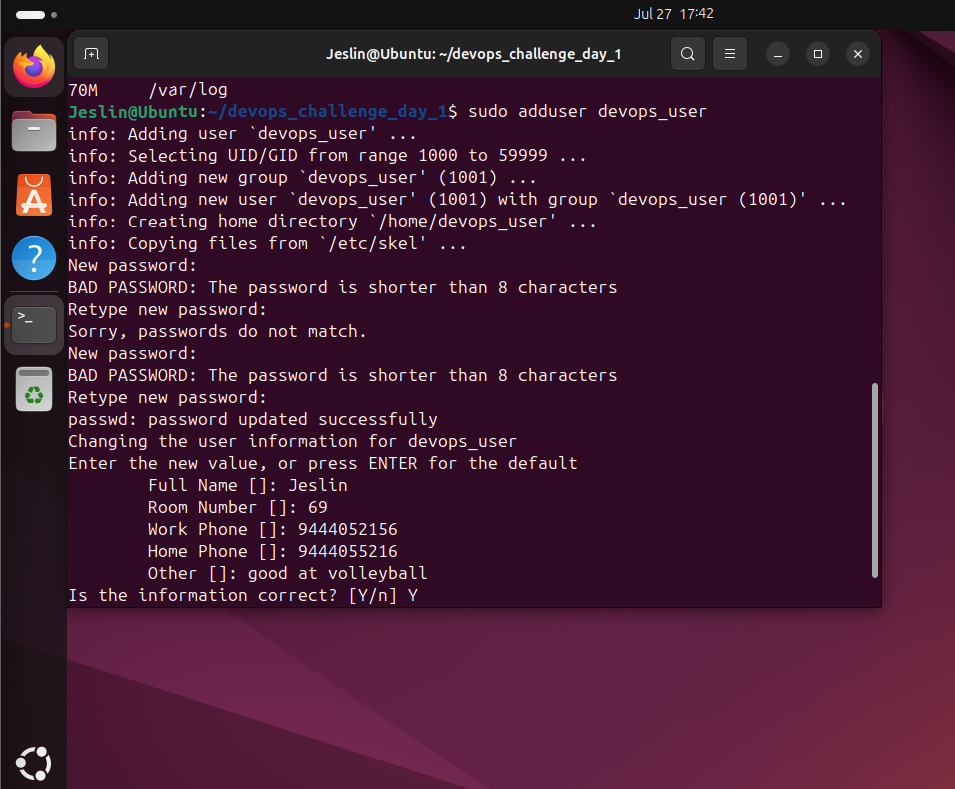 Jul 27 17:42
Jeslin@Ubuntu: ~/devops_challenge_day_1
70M     /var/log
Jeslin@Ubuntu:~/devops_challenge_day_1$ sudo adduser devops_user
info: Adding user `devops_user' ...
info: Selecting UID/GID from range 1000 to 59999 ...
info: Adding new group `devops_user' (1001) ...
info: Adding new user `devops_user' (1001) with group `devops_user (1001)' ...
info: Creating home directory `/home/devops_user' ...
info: Copying files from `/etc/skel' ...
New password:
BAD PASSWORD: The password is shorter than 8 characters
Retype new password:
Sorry, passwords do not match.
New password:
BAD PASSWORD: The password is shorter than 8 characters
Retype new password:
passwd: password updated successfully
Changing the user information for devops_user
Enter the new value, or press ENTER for the default
        Full Name []: Jeslin
        Room Number []: 69
        Work Phone []: 9444052156
        Home Phone []: 9444055216
        Other []: good at volleyball
Is the information correct? [Y/n] Y